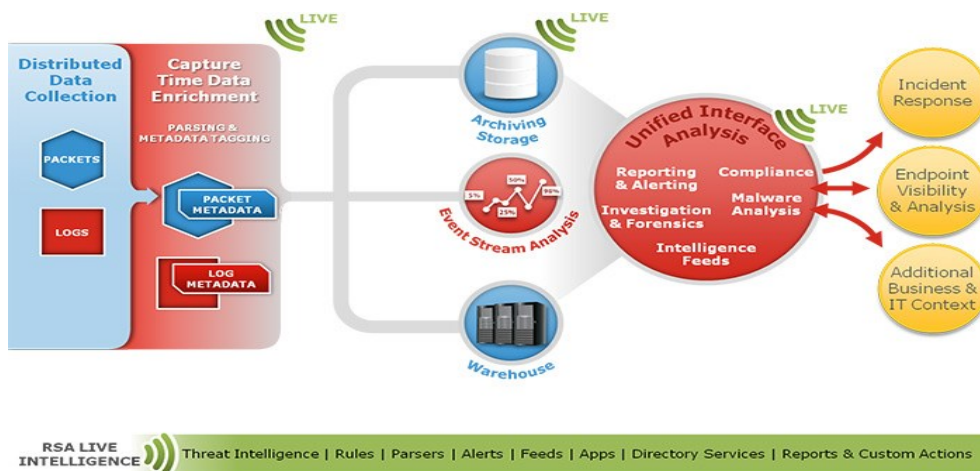 LIVE
LIVE
Distributed
Data
Collection
Capture
Time Data
Enrichment
PARSING &
METADATA TAGGING
PACKETS
LOGS
PACKET
METADATA
LOG
METADATA
Archiving
Storage
5%
25%
50%
90%
Event Stream Analysis
Warehouse
LIVE
Unified Interface
Analysis
Reporting
& Alerting
Compliance
Investigation
& Forensics
Malware
Analysis
Intelligence
Feeds
Incident
Response
Endpoint
Visibility
& Analysis
Additional
Business &
IT Context
RSA LIVE
INTELLIGENCE
Threat Intelligence | Rules | Parsers | Alerts | Feeds | Apps | Directory Services | Reports & Custom Actions